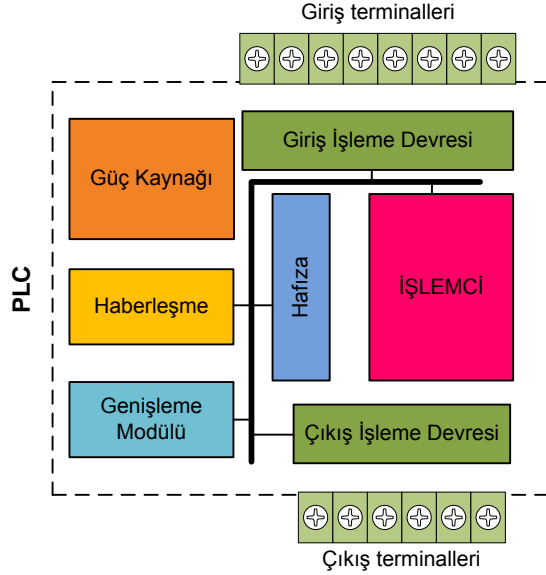 Giriş terminalleri
Giriş İşleme Devresi
Güç Kaynağı
PLC
Haberleşme
Hafıza
İŞLEMCİ
Genişleme
Modülü
Çıkış İşleme Devresi
Çıkış terminalleri